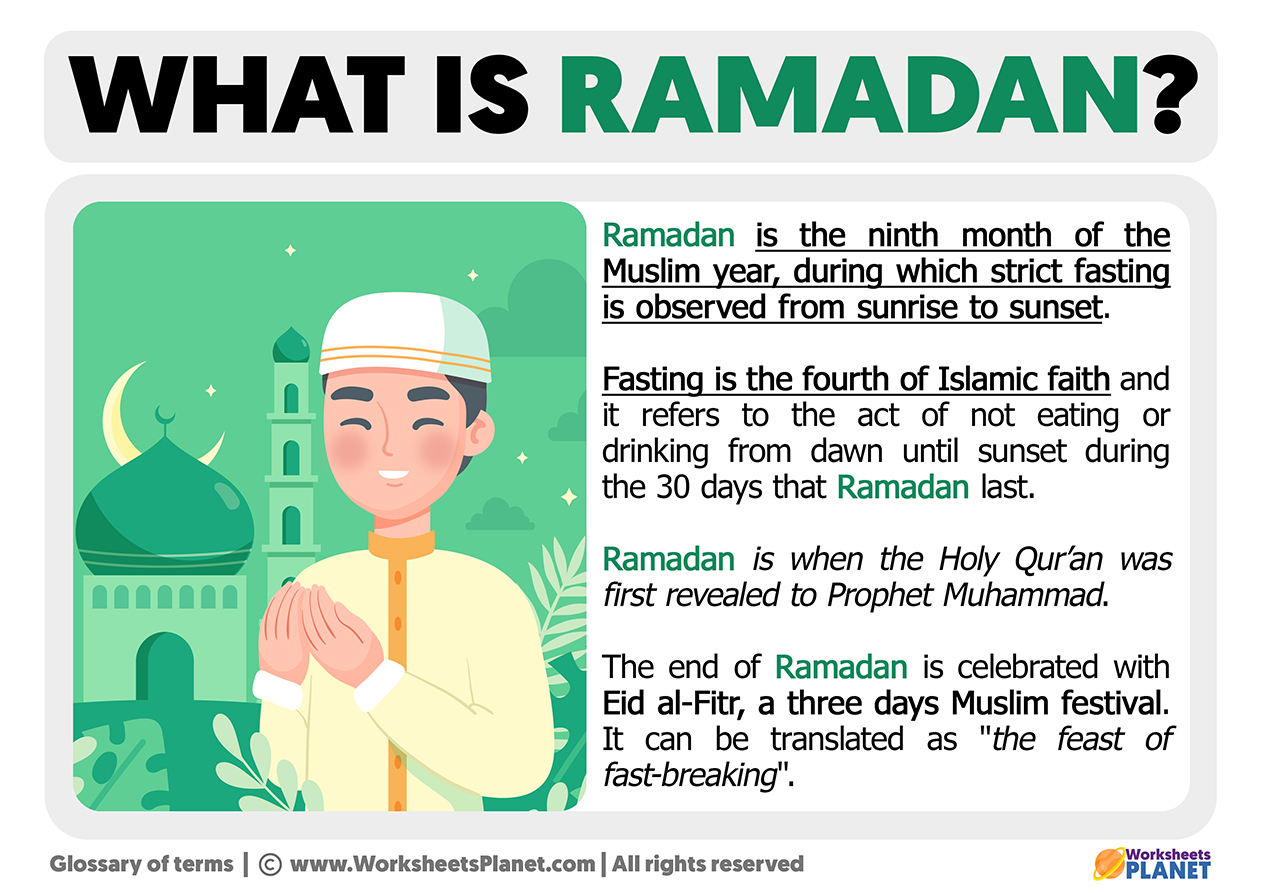 WHAT IS RAMADAN?
Ramadan is the ninth month of the
Muslim year, during which strict fasting
is observed from sunrise to sunset.
Fasting is the fourth of Islamic faith and
it refers to the act of not eating or
drinking from dawn until sunset during
the 30 days that Ramadan last.
Ramadan is when the Holy Qur’an was
first revealed to Prophet Muhammad.
The end of Ramadan is celebrated with
Eid al-Fitr, a three days Muslim festival.
It can be translated as "the feast of
fast-breaking".
Glossary of terms | © www.WorksheetsPlanet.com | All rights reserved
Worksheets
PLANET